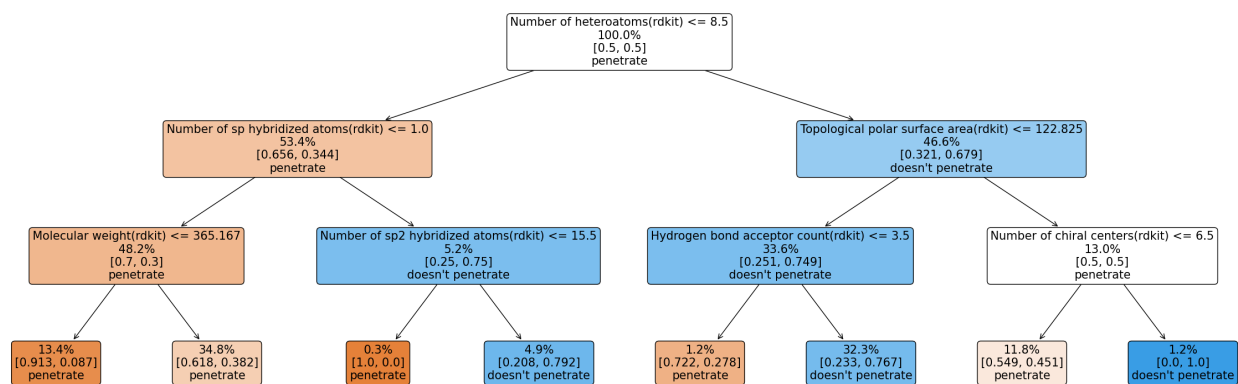 Number of heteroatoms(rdkit) <= 8.5
100.0%
[0.5, 0.5]
penetrate
Number of sp hybridized atoms(rdkit) <= 1.0
53.4%
[0.656, 0.344]
penetrate
Topological polar surface area(rdkit) <= 122.825
46.6%
[0.321, 0.679]
doesn't penetrate
Molecular weight(rdkit) <= 365.167
48.2%
[0.7, 0.3]
penetrate
Number of sp2 hybridized atoms(rdkit) <= 15.5
5.2%
[0.25, 0.75]
doesn't penetrate
Hydrogen bond acceptor count(rdkit) <= 3.5
33.6%
[0.251, 0.749]
doesn't penetrate
Number of chiral centers(rdkit) <= 6.5
13.0%
[0.5, 0.5]
penetrate
13.4%
[0.913, 0.087]
penetrate
34.8%
[0.618, 0.382]
penetrate
0.3%
[1.0, 0.0]
penetrate
4.9%
[0.208, 0.792]
doesn't penetrate
1.2%
[0.722, 0.278]
penetrate
32.3%
[0.233, 0.767]
doesn't penetrate
11.8%
[0.549, 0.451]
penetrate
1.2%
[0.0, 1.0]
doesn't penetrate